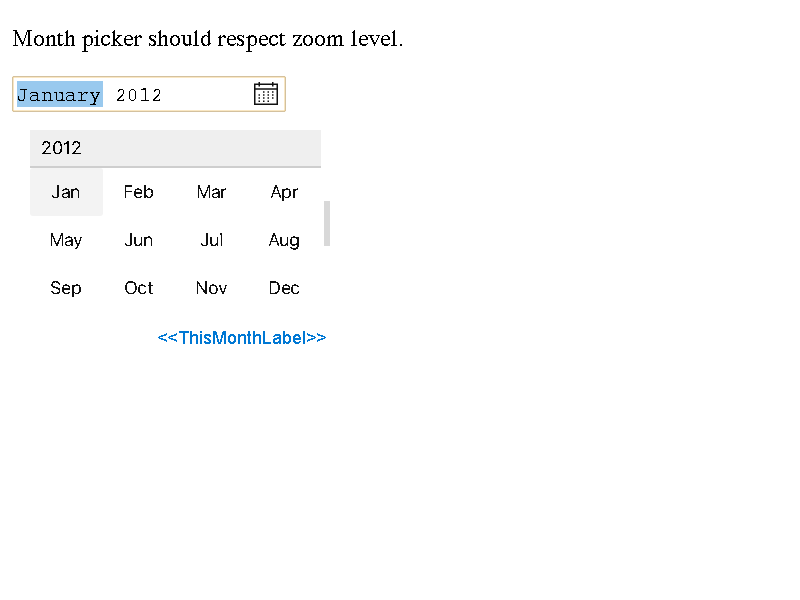 Month picker should respect zoom level.
January 2012
2012
Jan Feb Mar Apr
May Jun Jul Aug
Sep Oct Nov Dec
<<ThisMonthLabel>>